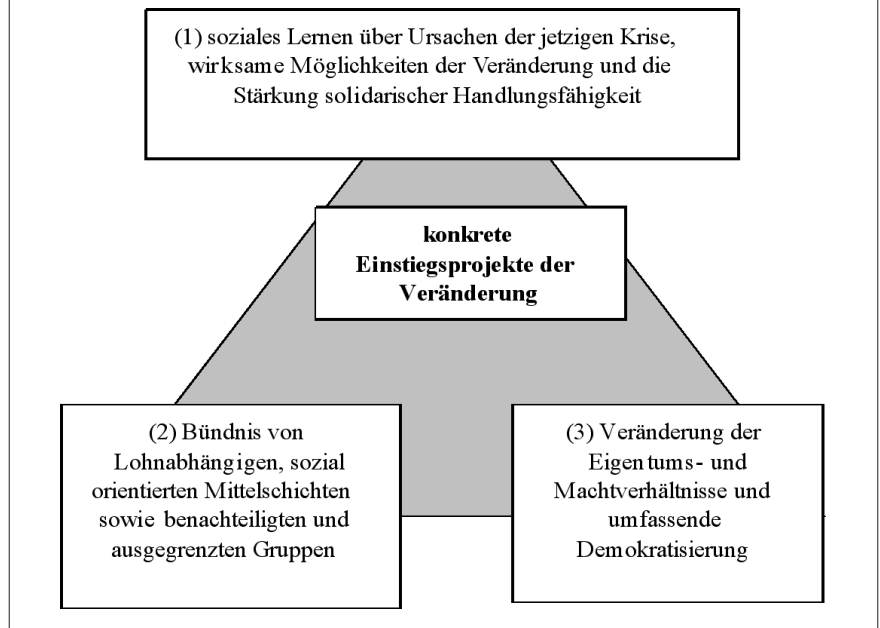 (1) soziales Lernen über Ursachen der jetzigen Krise,
wirksame Möglichkeiten der Veränderung und die
Stärkung solidarischer Handlungsfähigkeit
konkrete
Einstiegsprojekte der
Veränderung
(2) Bündnis von
Lohnabhängigen, sozial
orientierten Mittelschichten
sowie benachteiligten und
ausgegrenzten Gruppen
(3) Veränderung der
Eigentums- und
Machtverhältnisse und
umfassende
Demokratisierung